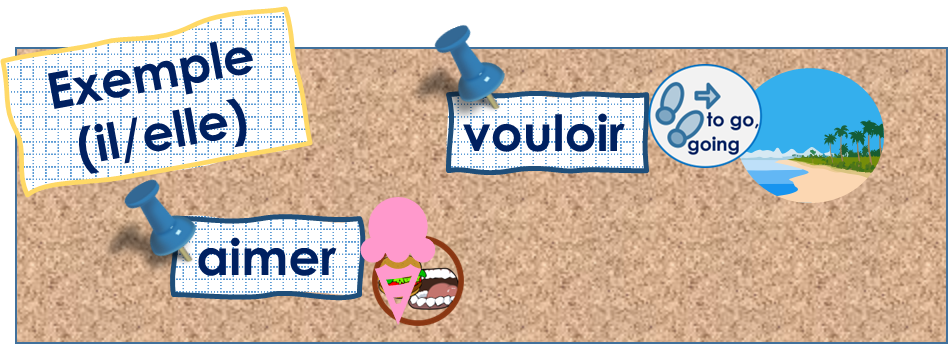 Exemple
(il/elle)
vouloir
to go,
going
aimer